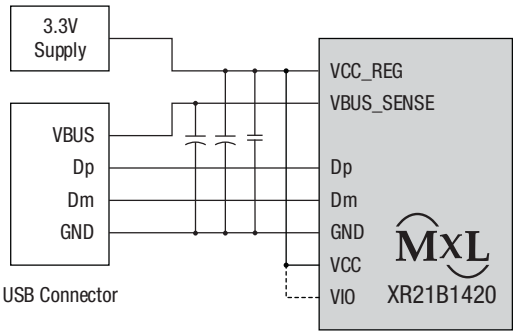 3.3V
Supply
VCC_REG
VBUS_SENSE
VBUS
Dp
Dp
Dm
Dm
GND
GND
VCC
VIO
MxL
XR21B1420
USB Connector